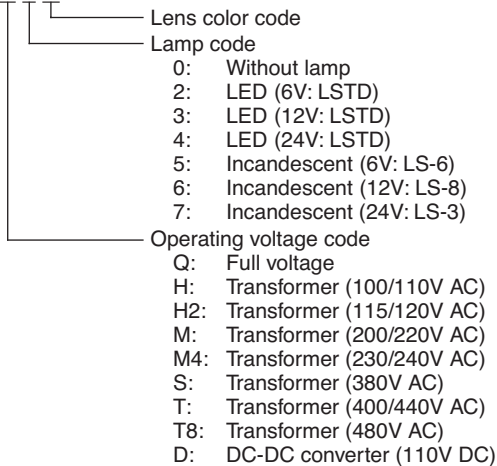 Lens color code
Lamp code
0: Without lamp
2: LED (6V: LSTD)
3: LED (12V: LSTD)
4: LED (24V: LSTD)
5: Incandescent (6V: LS-6)
6: Incandescent (12V: LS-8)
7: Incandescent (24V: LS-3)
Operating voltage code
Q: Full voltage
H: Transformer (100/110V AC)
H2: Transformer (115/120V AC)
M: Transformer (200/220V AC)
M4: Transformer (230/240V AC)
S: Transformer (380V AC)
T: Transformer (400/440V AC)
T8: Transformer (480V AC)
D: DC-DC converter (110V DC)